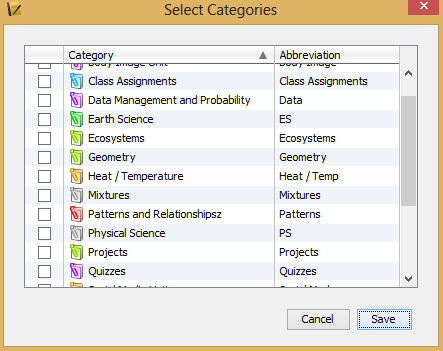 Select Categories
Category Abbreviation
Body Image Unit Body Image
Class Assignments Class Assignments
Data Management and Probability Data
Earth Science ES
Ecosystems Ecosystems
Geometry Geometry
Heat / Temperature Heat / Temp
Mixtures Mixtures
Patterns and Relationshipsz Patterns
Physical Science PS
Projects Projects
Quizzes Quizzes
Cancel Save